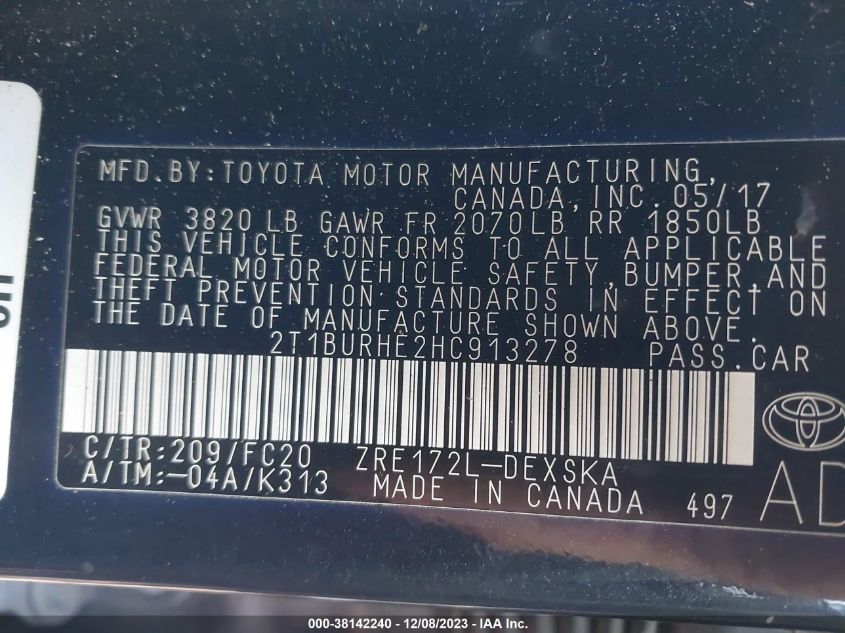 MFD.BY:TOYOTA MOTOR MANUFACTURING,
CANADA,INC. 05/17
GVWR 3820 LB GAWR FR 2070LB RR 1850LB
THIS VEHICLE CONFORMS TO ALL APPLICABLE
FEDERAL MOTOR VEHICLE SAFETY,BUMPER,AND
THEFT PREVENTION STANDARDS IN EFFECT ON
THE DATE OF MANUFACTURE SHOWN ABOVE.
2T1BURHE2HC913278 PASS.CAR
C/TR:209/FC20 ZRE172L-DEXSKA
A/TM:-04A/K313 MADE IN CANADA 497 AD
000-38142240 - 12/08/2023 - IAA Inc.